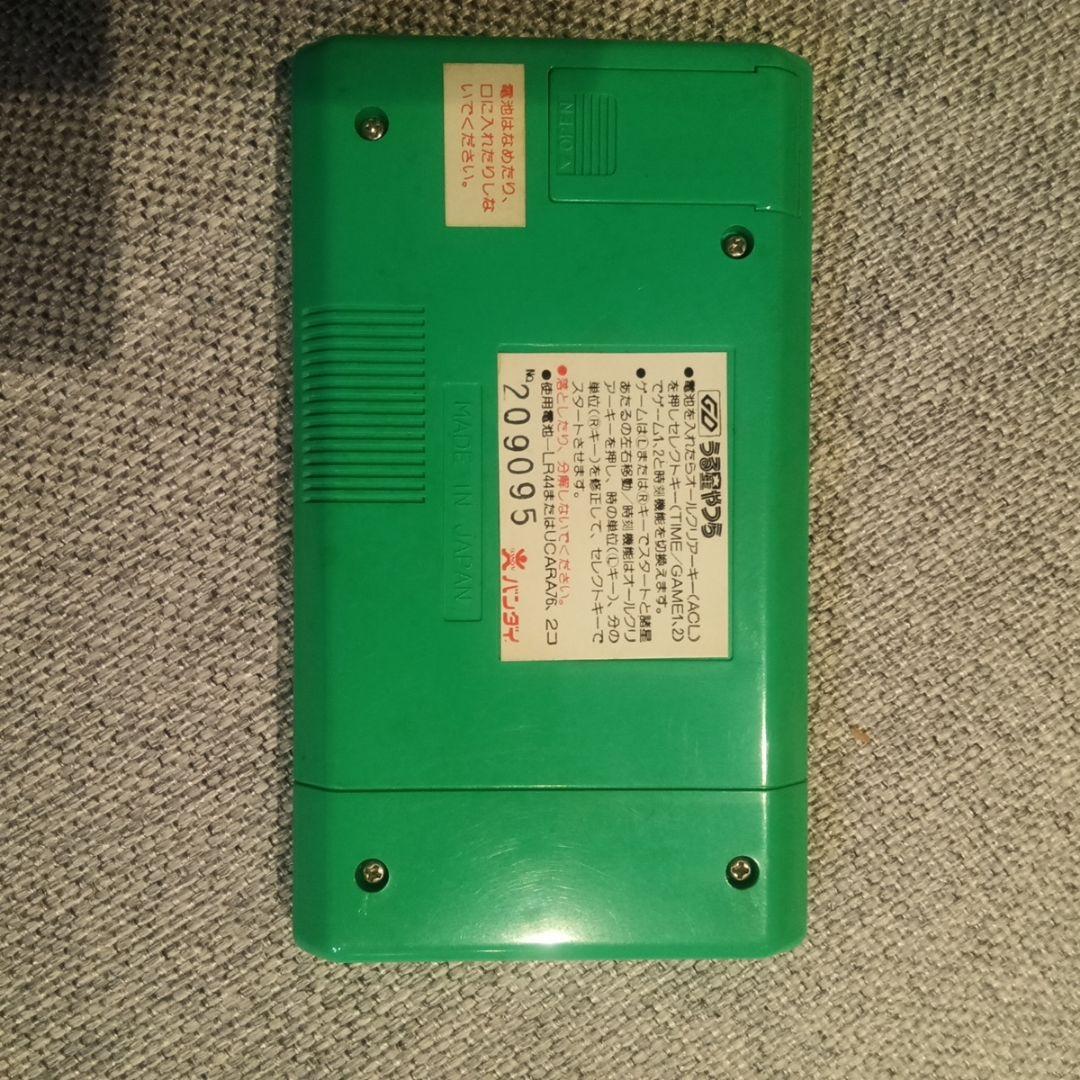 電池はなめたり、
口に入れたりしな
いでください。
OPEN
GD うる星やつら
●電池を入れたらオールクリアーキー(ACL)
を押しセレクトキー(TIME/GAME1、2)
でゲーム1、2と時刻機能を切換えます。
●ゲームはⓁまたはⓇキーでスタートと諸星
あたるの左右移動/時刻機能はオールクリ
アーキーを押し、時の単位(Ⓛキー)、分の
単位(Ⓡキー)を修正して、セレクトキーで
スタートさせます。
●落としたり、分解しないでください。
●使用電池—LR44またはUCARA76、2コ
No. 209095 バンダイ
MADE IN JAPAN